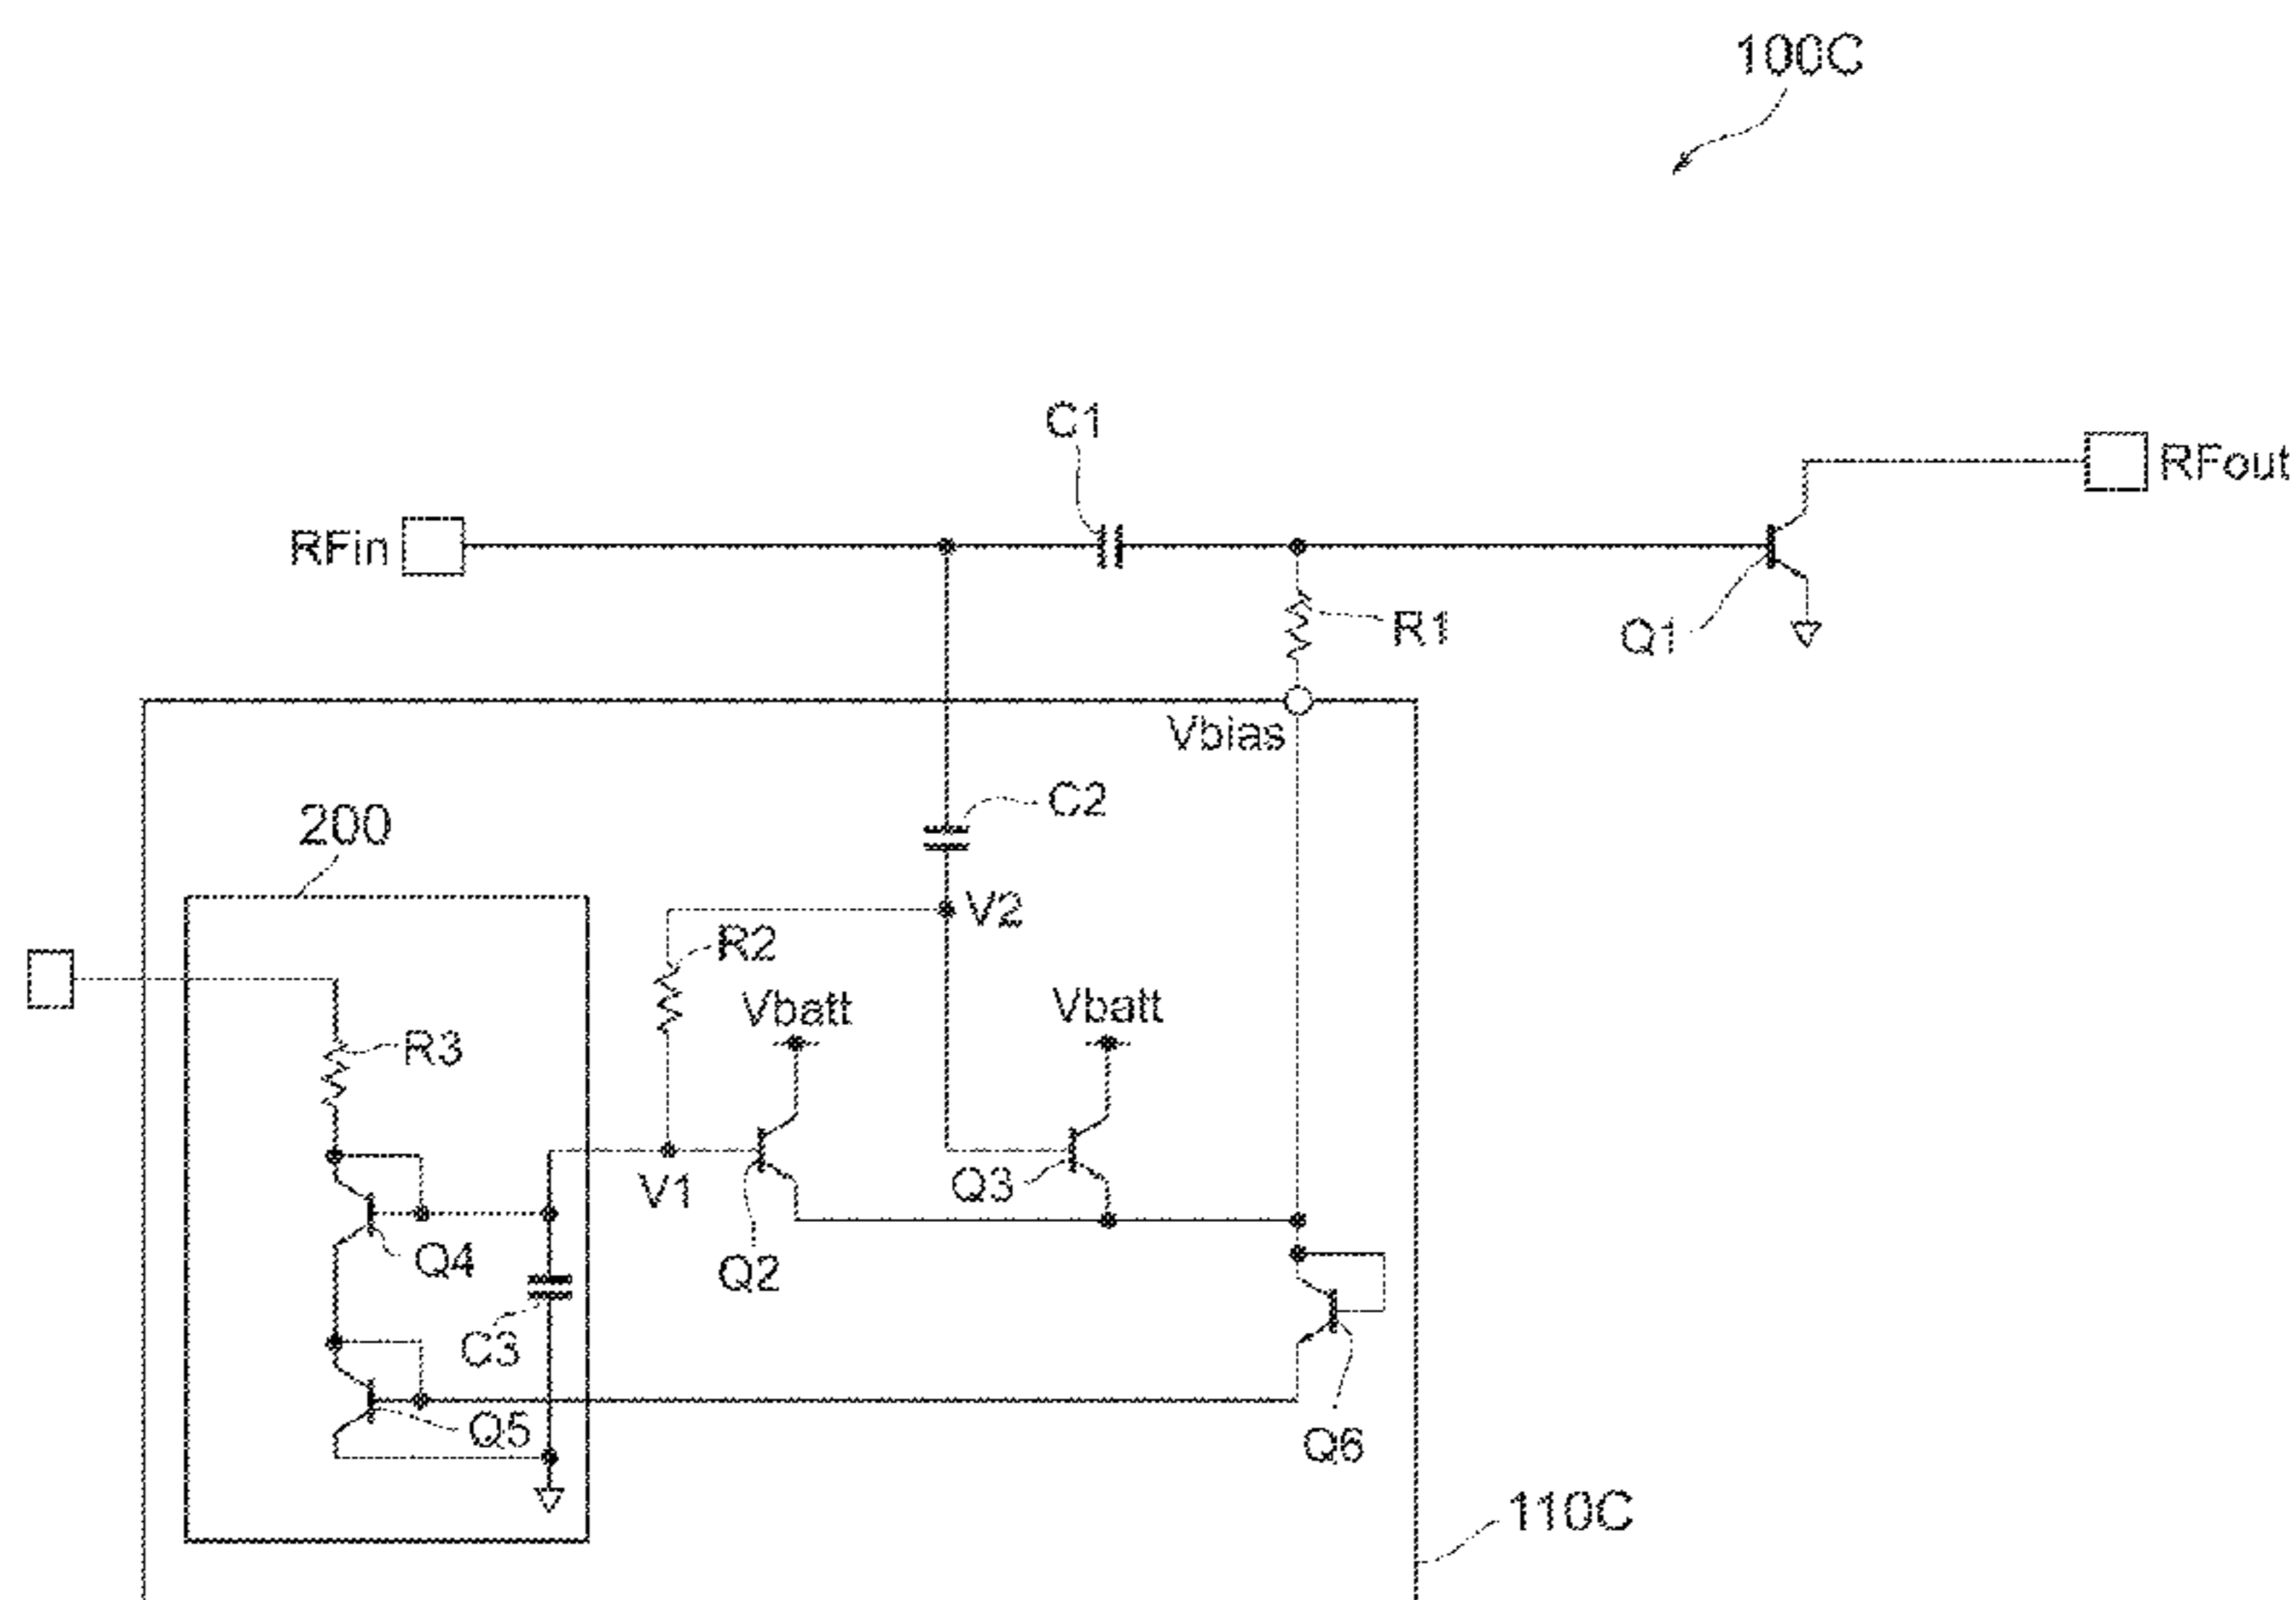 100C
C1
RFout
RFin
R1
Q1
Vbias
C2
200
V2
R2
Vbatt
Vbatt
R3
V1
Q3
Q4
Q2
C3
Q5
Q6
110C